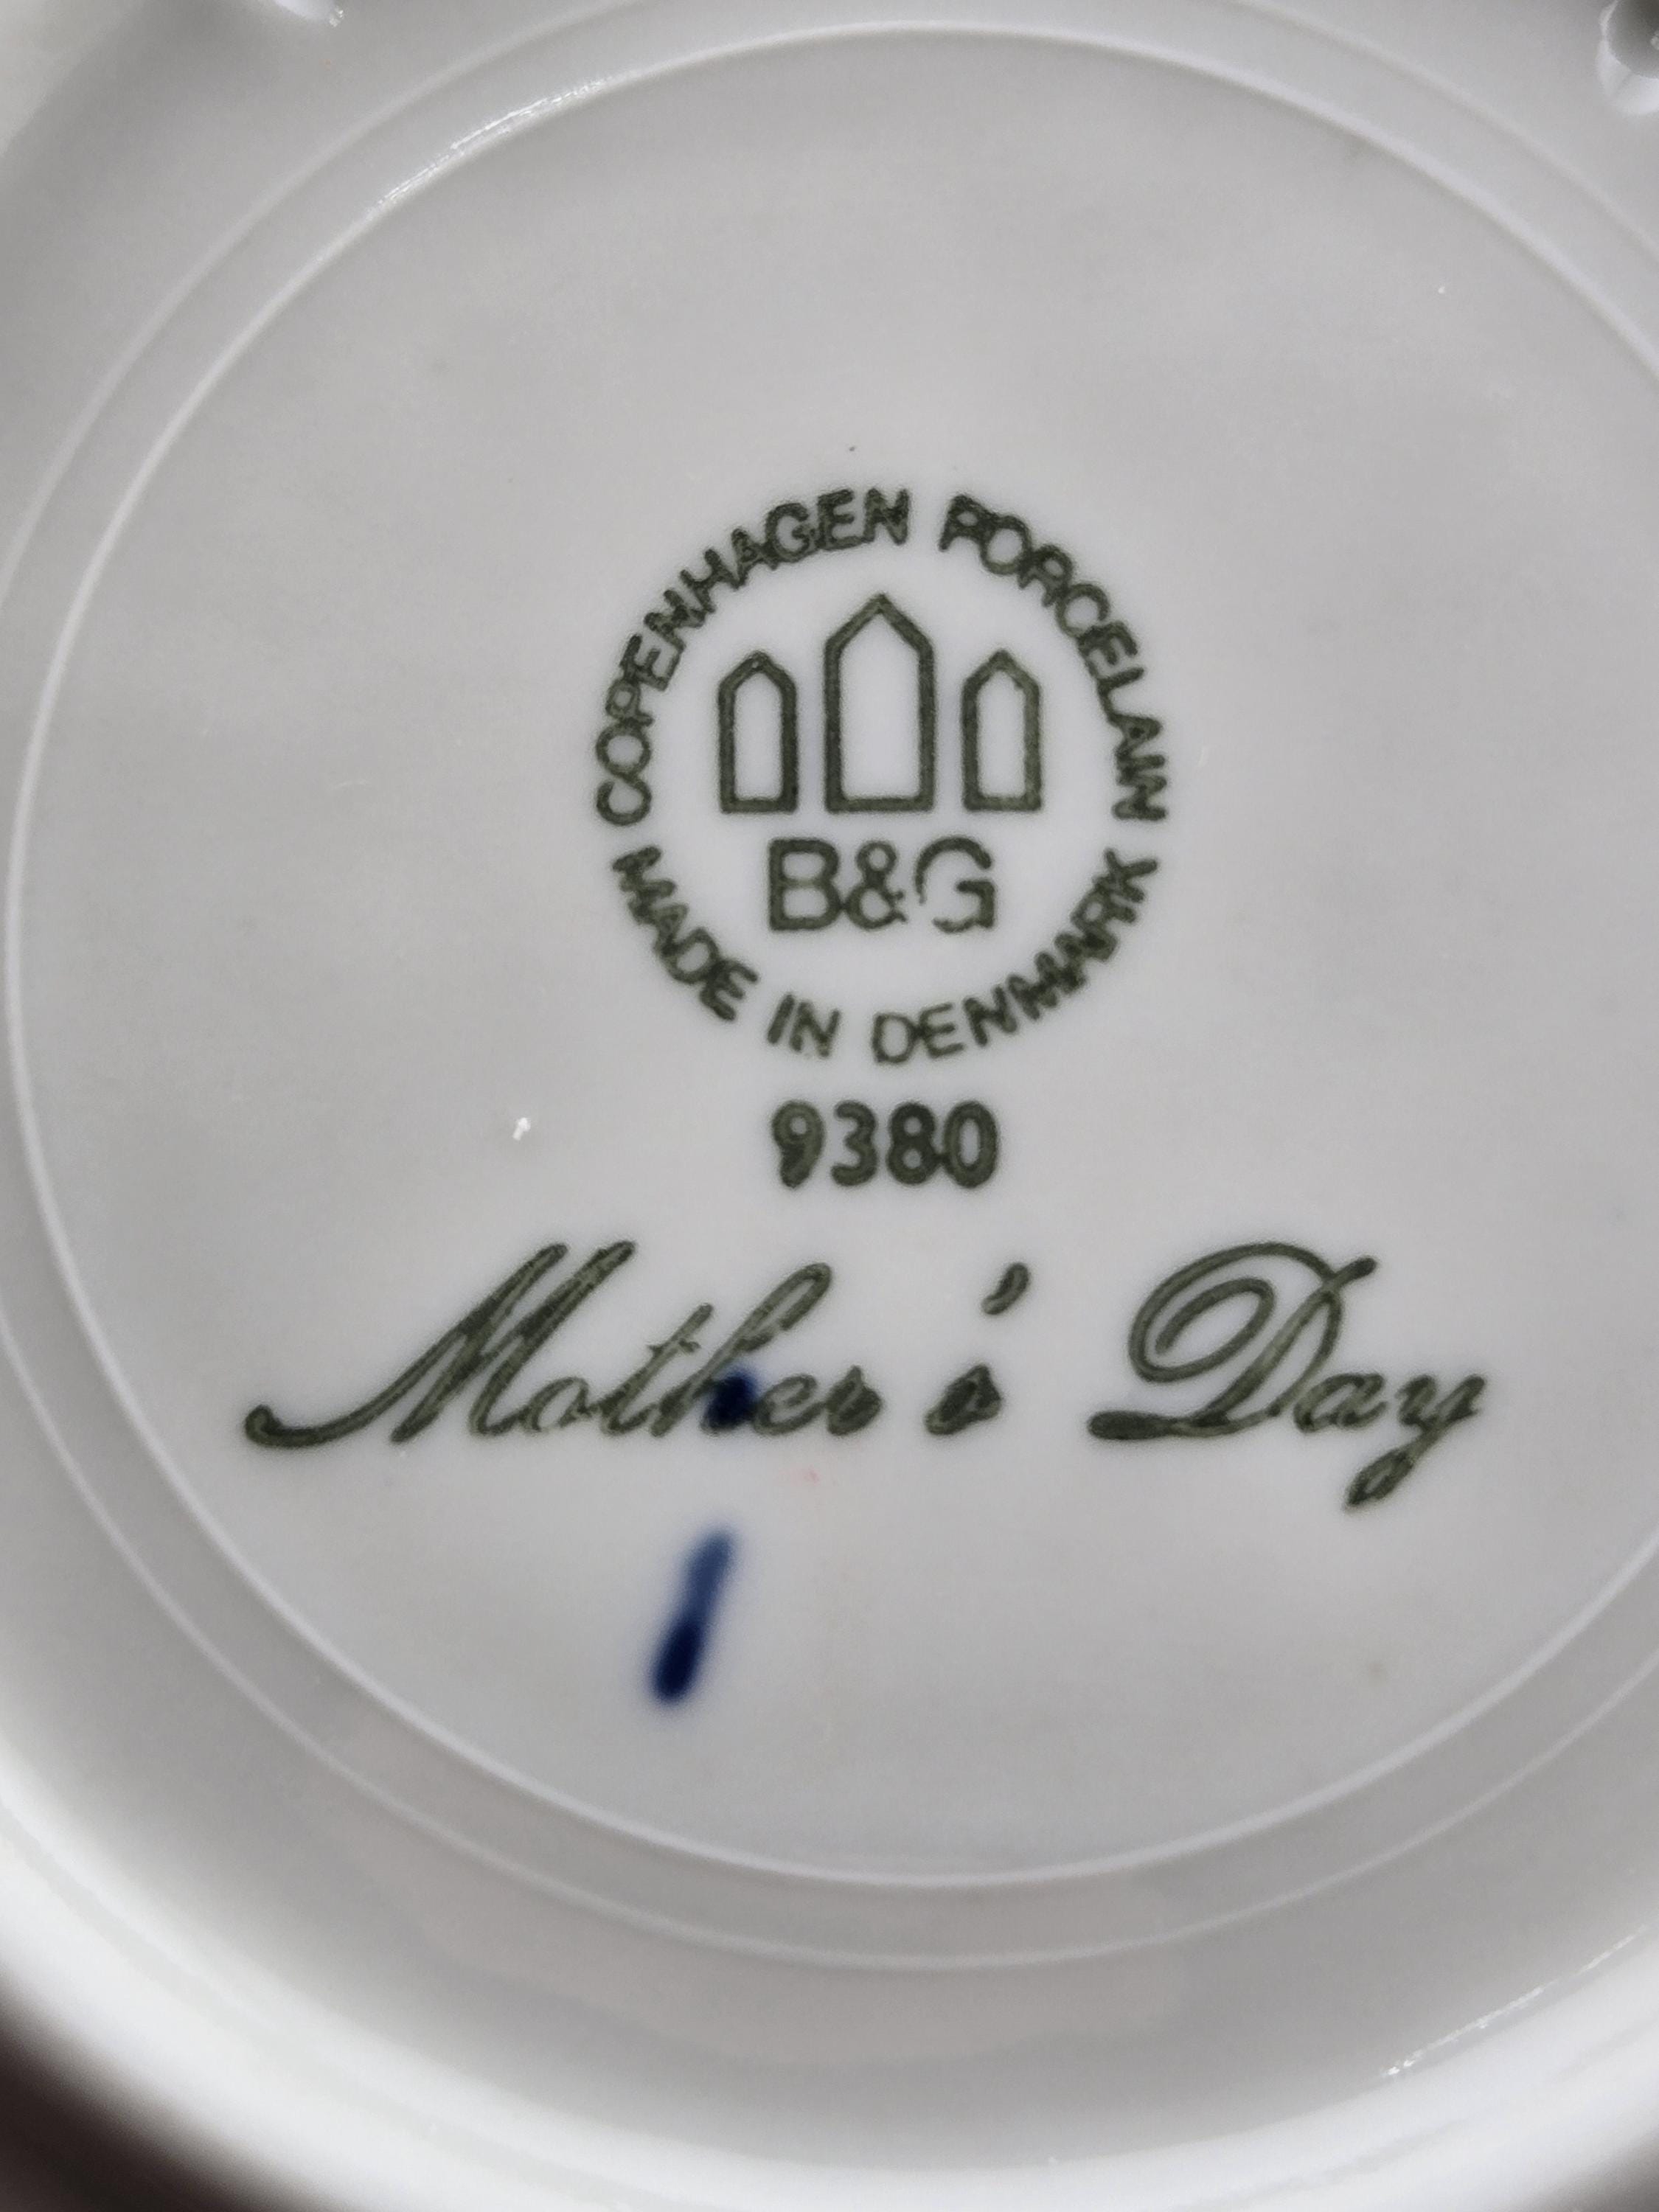 COPENHAGEN PORCELAIN
B&G
MADE IN DENMARK
9380
Mother's Day